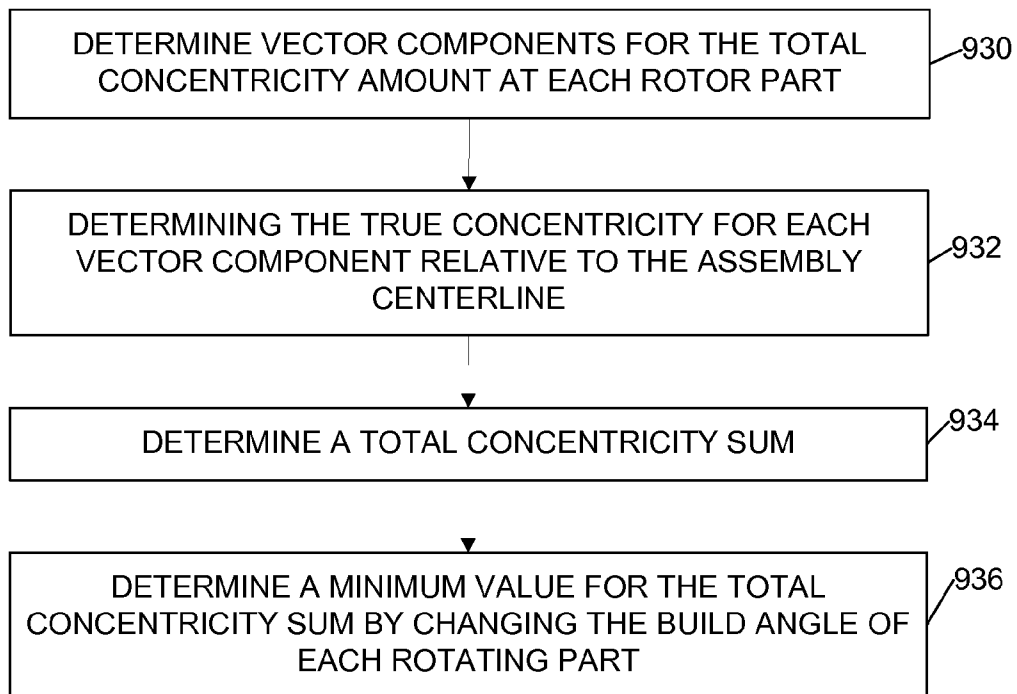 DETERMINE VECTOR COMPONENTS FOR THE TOTAL
CONCENTRICITY AMOUNT AT EACH ROTOR PART
930
DETERMINING THE TRUE CONCENTRICITY FOR EACH
VECTOR COMPONENT RELATIVE TO THE ASSEMBLY
CENTERLINE
932
DETERMINE A TOTAL CONCENTRICITY SUM
934
DETERMINE A MINIMUM VALUE FOR THE TOTAL
CONCENTRICITY SUM BY CHANGING THE BUILD ANGLE OF
EACH ROTATING PART
936